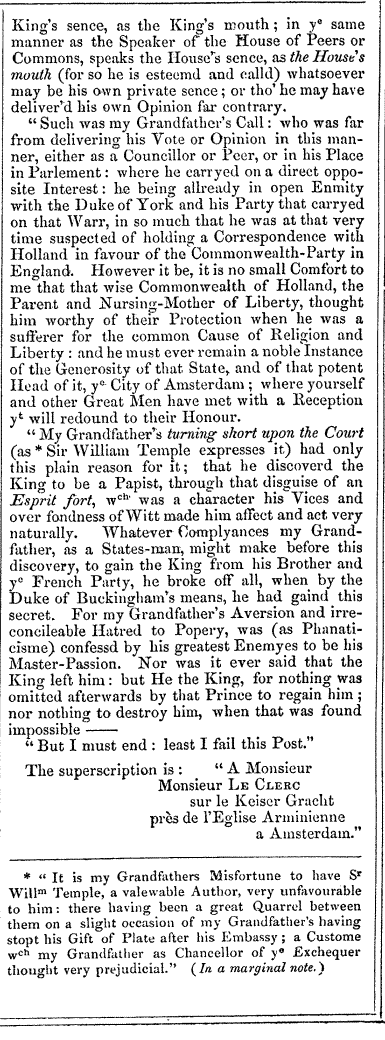 King's sence, as the King's mouth; in yᵉ same
manner as the Speaker of the House of Peers or
Commons, speaks the House's sence, as the House's
mouth (for so he is esteemd and calld) whatsoever
may be his own private sence; or tho' he may have
deliver'd his own Opinion far contrary.
"Such was my Grandfather's Call: who was far
from delivering his Vote or Opinion in this man-
ner, either as a Councillor or Peer, or in his Place
in Parlement: where he carryed on a direct oppo-
site Interest: he being allready in open Enmity
with the Duke of York and his Party that carryed
on that Warr, in so much that he was at that very
time suspected of holding a Correspondence with
Holland in favour of the Commonwealth-Party in
England. However it be, it is no small Comfort to
me that that wise Commonwealth of Holland, the
Parent and Nursing-Mother of Liberty, thought
him worthy of their Protection when he was a
sufferer for the common Cause of Religion and
Liberty: and he must ever remain a noble Instance
of the Generosity of that State, and of that potent
Head of it, yᵉ City of Amsterdam; where yourself
and other Great Men have met with a Reception
yᵗ will redound to their Honour.
"My Grandfather's turning short upon the Court
(as * Sir William Temple expresses it) had only
this plain reason for it; that he discoverd the
King to be a Papist, through that disguise of an
Esprit fort, wᶜʰ· was a character his Vices and
over fondness of Witt made him affect and act very
naturally. Whatever Complyances my Grand-
father, as a States-man, might make before this
discovery, to gain the King from his Brother and
yᵉ French Party, he broke off all, when by the
Duke of Buckingham's means, he had gaind this
secret. For my Grandfather's Aversion and irre-
concileable Hatred to Popery, was (as Phanati-
cisme) confessd by his greatest Enemyes to be his
Master-Passion. Nor was it ever said that the
King left him: but He the King, for nothing was
omitted afterwards by that Prince to regain him;
nor nothing to destroy him, when that was found
impossible ——
"But I must end: least I fail this Post."
The superscription is: "A Monsieur
Monsieur LE CLERC
sur le Keiser Gracht
près de l'Eglise Arminienne
a Amsterdam."
* "It is my Grandfathers Misfortune to have Sʳ
Willᵐ Temple, a valewable Author, very unfavourable
to him: there having been a great Quarrel between
them on a slight occasion of my Grandfather's having
stopt his Gift of Plate after his Embassy; a Custome
wᶜʰ my Grandfather as Chancellor of yᵉ Exchequer
thought very prejudicial." (In a marginal note.)